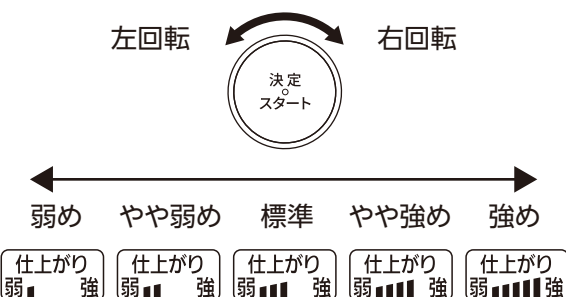 左回転 右回転
決定
スタート
弱め やや弱め 標準 やや強め 強め
仕上がり 仕上がり 仕上がり 仕上がり 仕上がり
弱 強 弱 強 弱 強 弱 強 弱 強